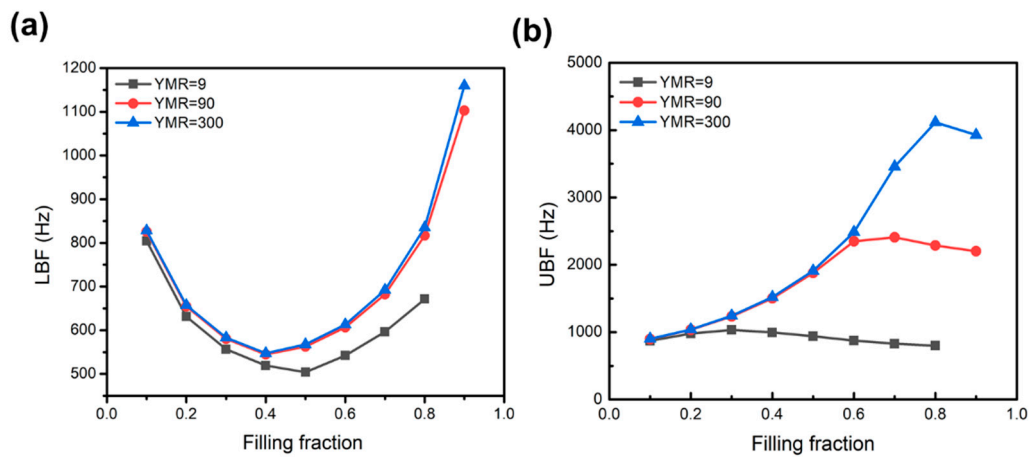 (a)
YMR=9
YMR=90
YMR=300
LBF (Hz)
1200
1100
1000
900
800
700
600
500
0.0 0.2 0.4 0.6 0.8 1.0
Filling fraction
(b)
YMR=9
YMR=90
YMR=300
UBF (Hz)
5000
4000
3000
2000
1000
0
0.0 0.2 0.4 0.6 0.8 1.0
Filling fraction